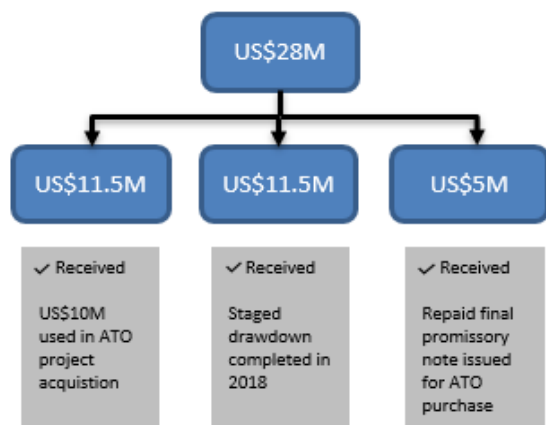 US$28M
US$11.5M
US$11.5M
US$5M
✓ Received
US$10M
used in ATO
project
acquistion
✓ Received
Staged
drawdown
completed in
2018
✓ Received
Repaid final
promissory
note issued
for ATO
purchase